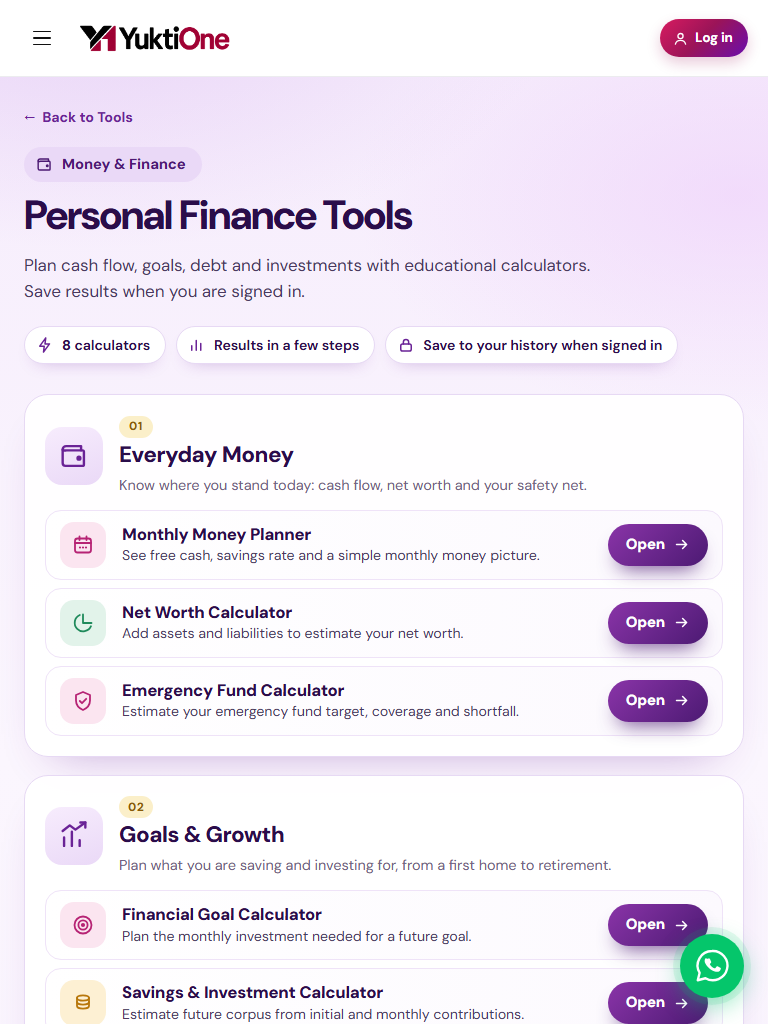 YuktiOne
Log in
← Back to Tools
Money & Finance
Personal Finance Tools
Plan cash flow, goals, debt and investments with educational calculators.
Save results when you are signed in.
8 calculators
Results in a few steps
Save to your history when signed in
01
Everyday Money
Know where you stand today: cash flow, net worth and your safety net.
Monthly Money Planner
See free cash, savings rate and a simple monthly money picture.
Open →
Net Worth Calculator
Add assets and liabilities to estimate your net worth.
Open →
Emergency Fund Calculator
Estimate your emergency fund target, coverage and shortfall.
Open →
02
Goals & Growth
Plan what you are saving and investing for, from a first home to retirement.
Financial Goal Calculator
Plan the monthly investment needed for a future goal.
Open →
Savings & Investment Calculator
Estimate future corpus from initial and monthly contributions.
Open →